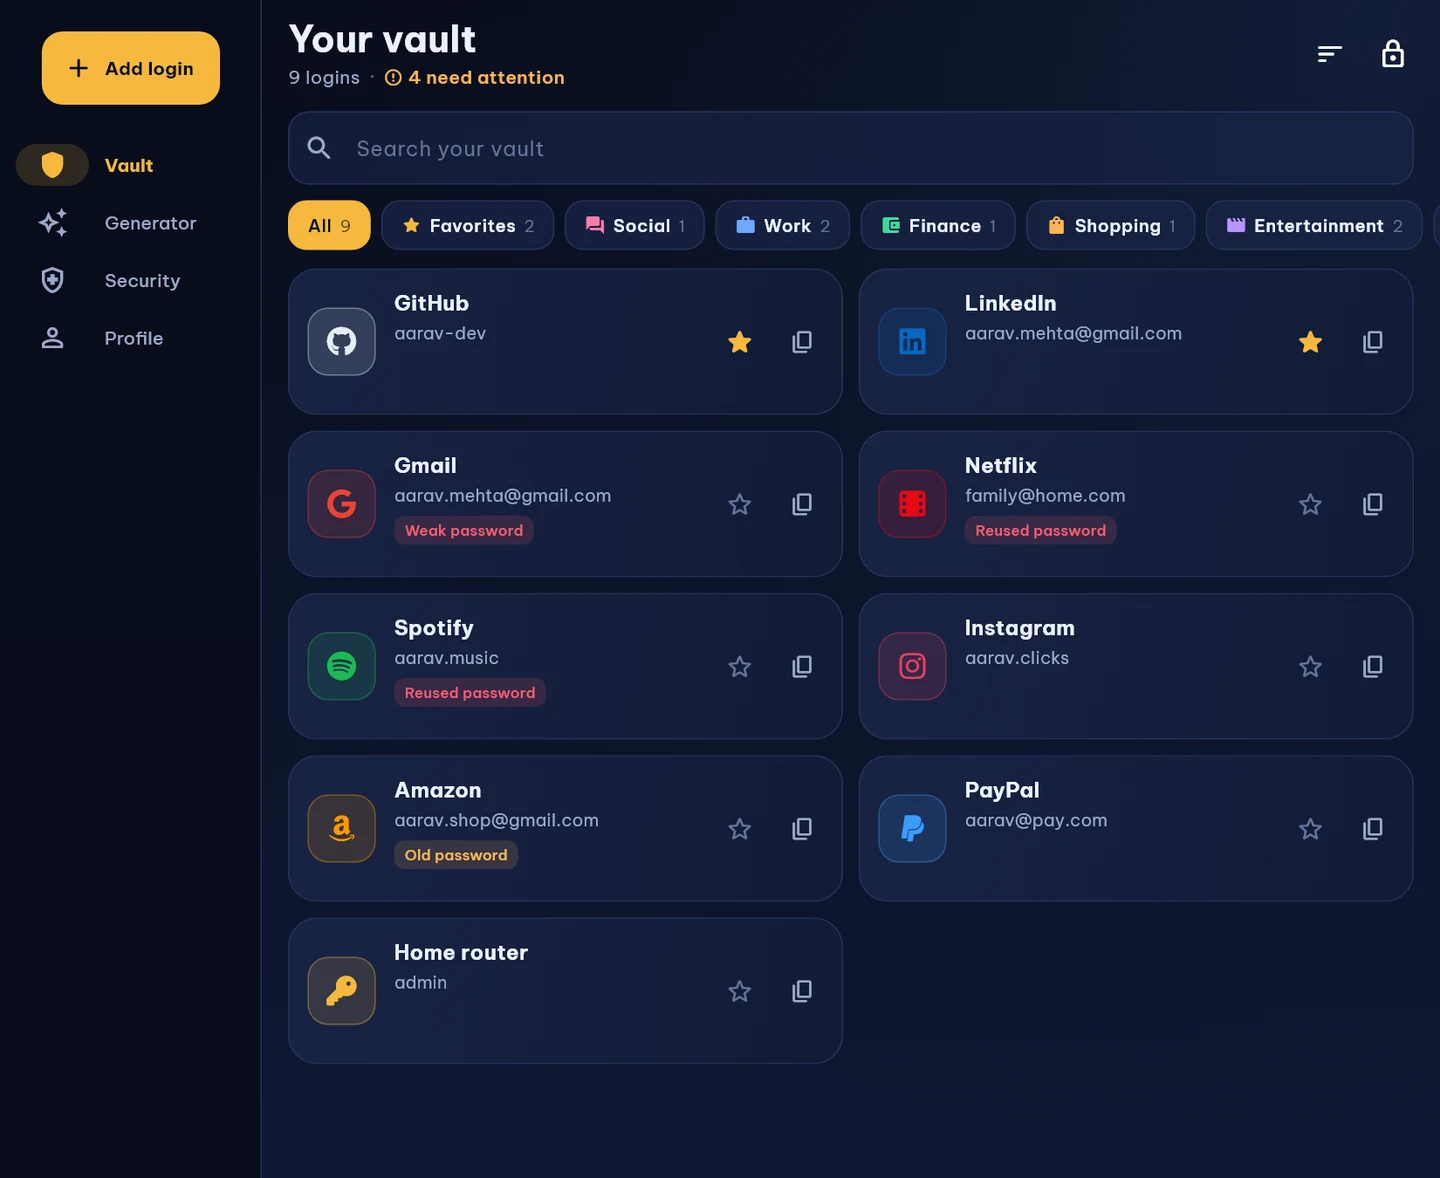 Add login
Vault
Generator
Security
Profile
Your vault
9 logins · 4 need attention
Search your vault
All 9
Favorites 2
Social 1
Work 2
Finance 1
Shopping 1
Entertainment 2
GitHub
aarav-dev
LinkedIn
aarav.mehta@gmail.com
Gmail
aarav.mehta@gmail.com
Weak password
Netflix
family@home.com
Reused password
Spotify
aarav.music
Reused password
Instagram
aarav.clicks
Amazon
aarav.shop@gmail.com
Old password
PayPal
aarav@pay.com
Home router
admin